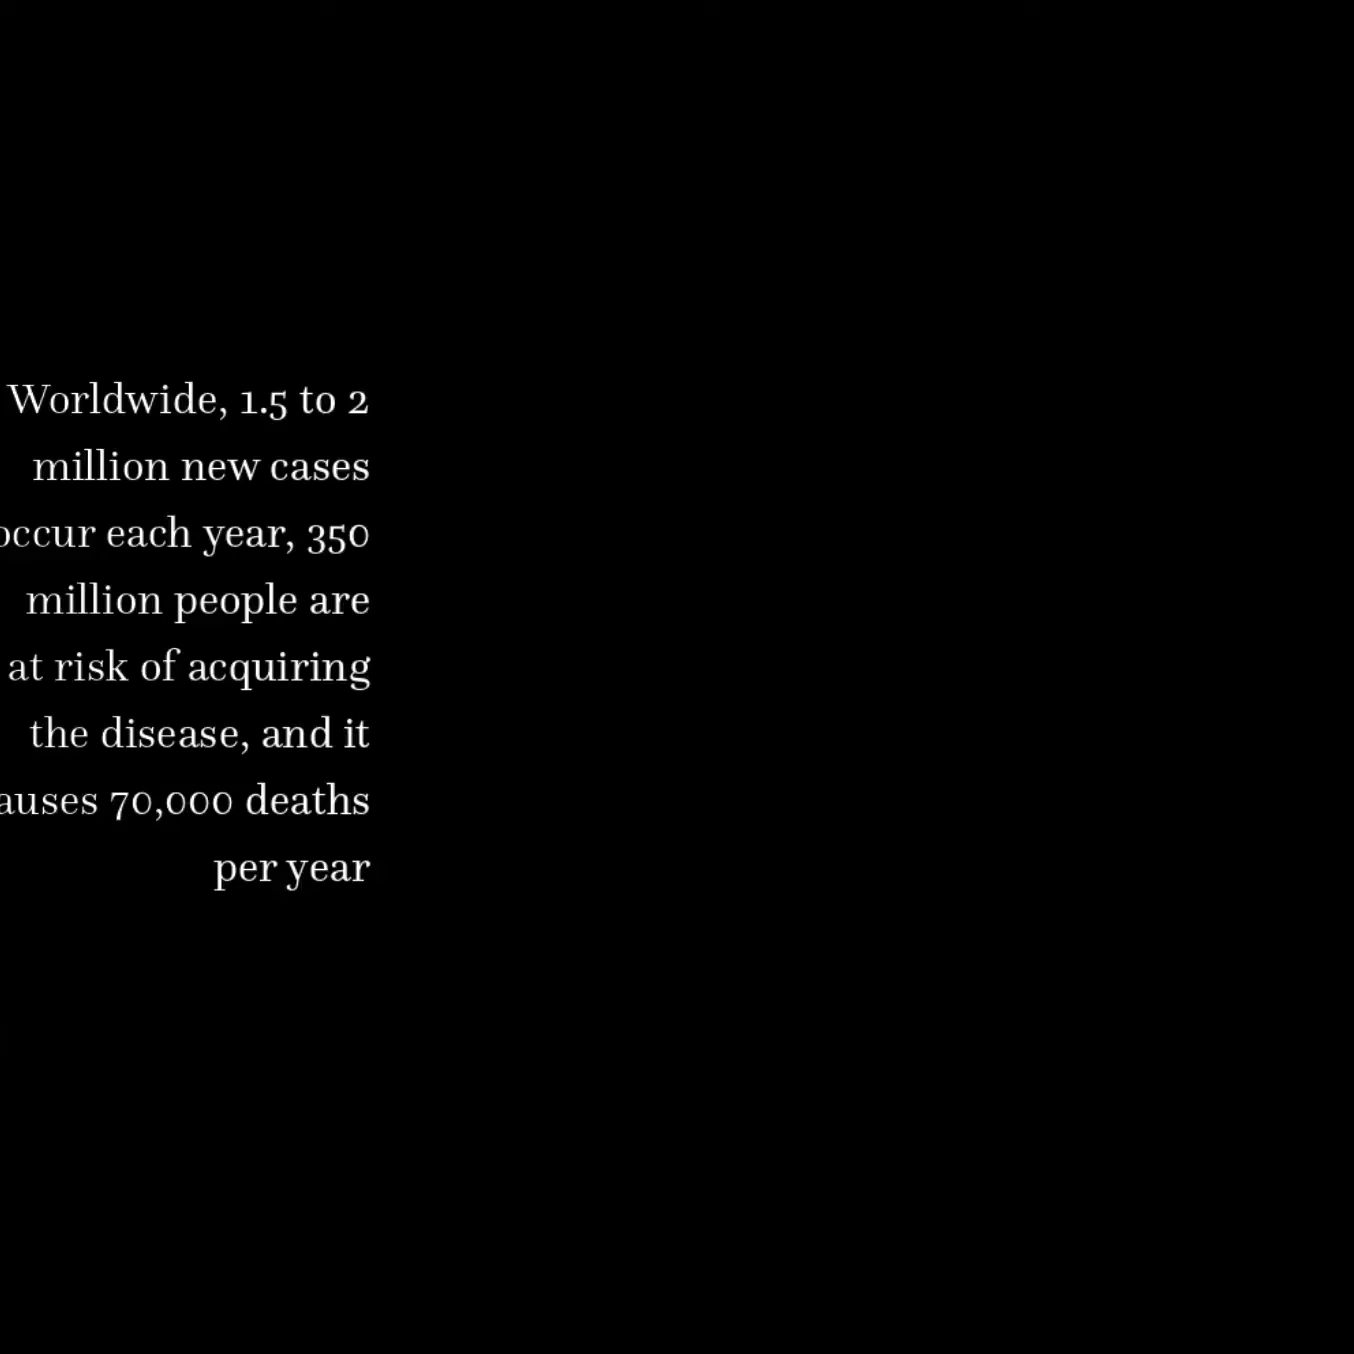 Worldwide, 1.5 to 2
million new cases
occur each year, 350
million people are
at risk of acquiring
the disease, and it
auses 70,000 deaths
per year